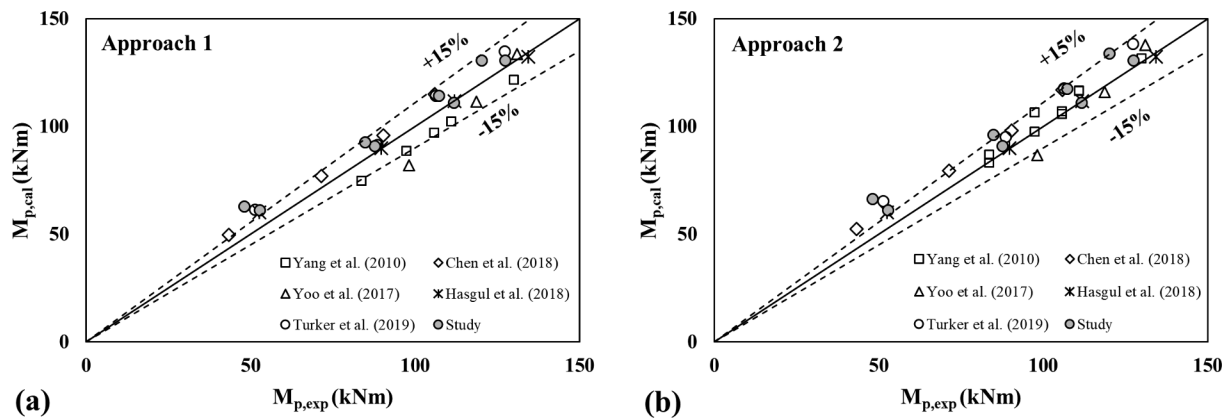 150
Approach 1
+15%
100
-15%
M_p,cal (kNm)
50
Yang et al. (2010)
Chen et al. (2018)
Yoo et al. (2017)
Hasgul et al. (2018)
Turker et al. (2019)
Study
0
0
50
100
150
(a)
M_p,exp (kNm)
150
Approach 2
+15%
100
-15%
M_p,cal (kNm)
50
Yang et al. (2010)
Chen et al. (2018)
Yoo et al. (2017)
Hasgul et al. (2018)
Turker et al. (2019)
Study
0
0
50
100
150
(b)
M_p,exp (kNm)